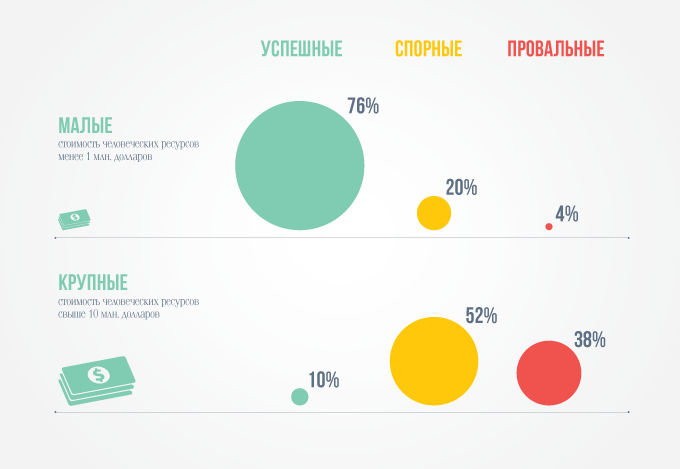 УСПЕШНЫЕ СПОРНЫЕ ПРОВАЛЬНЫЕ
МАЛЫЕ
стоимость человеческих ресурсов
менее 1 млн. долларов
76%
20%
4%
КРУПНЫЕ
стоимость человеческих ресурсов
свыше 10 млн. долларов
10%
52%
38%